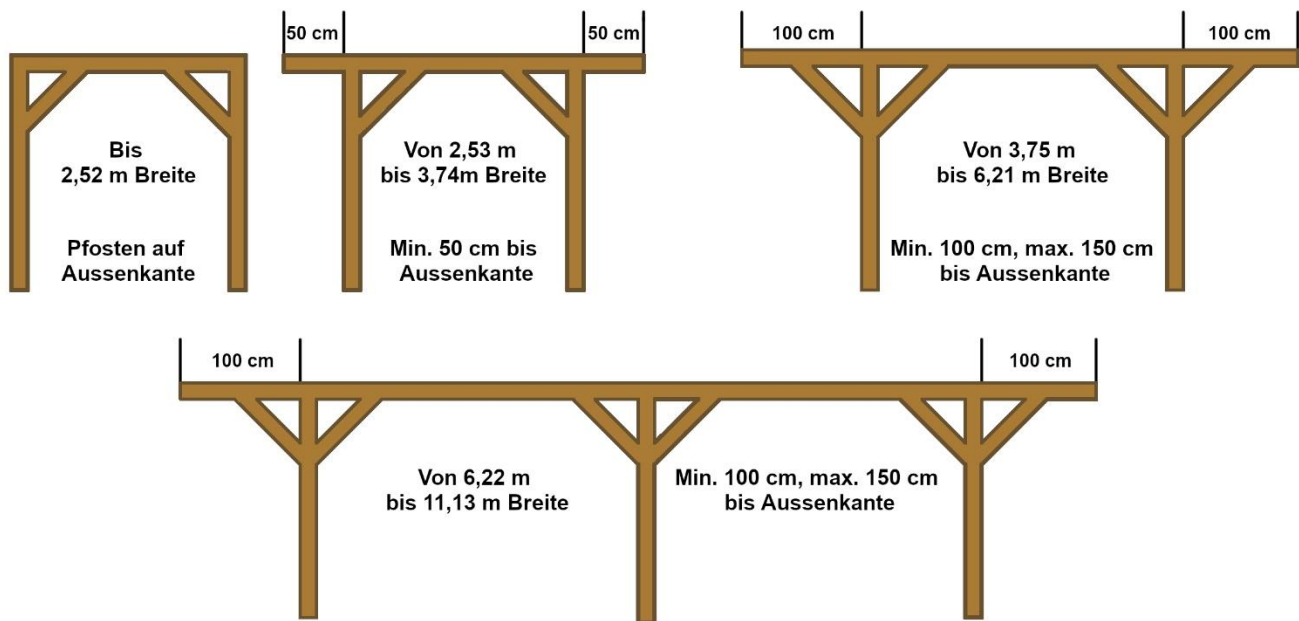 50 cm
50 cm
100 cm
100 cm
Bis
2,52 m Breite
Pfosten auf
Aussenkante
Von 2,53 m
bis 3,74m Breite
Min. 50 cm bis
Aussenkante
Von 3,75 m
bis 6,21 m Breite
Min. 100 cm, max. 150 cm
bis Aussenkante
100 cm
100 cm
Von 6,22 m
bis 11,13 m Breite
Min. 100 cm, max. 150 cm
bis Aussenkante